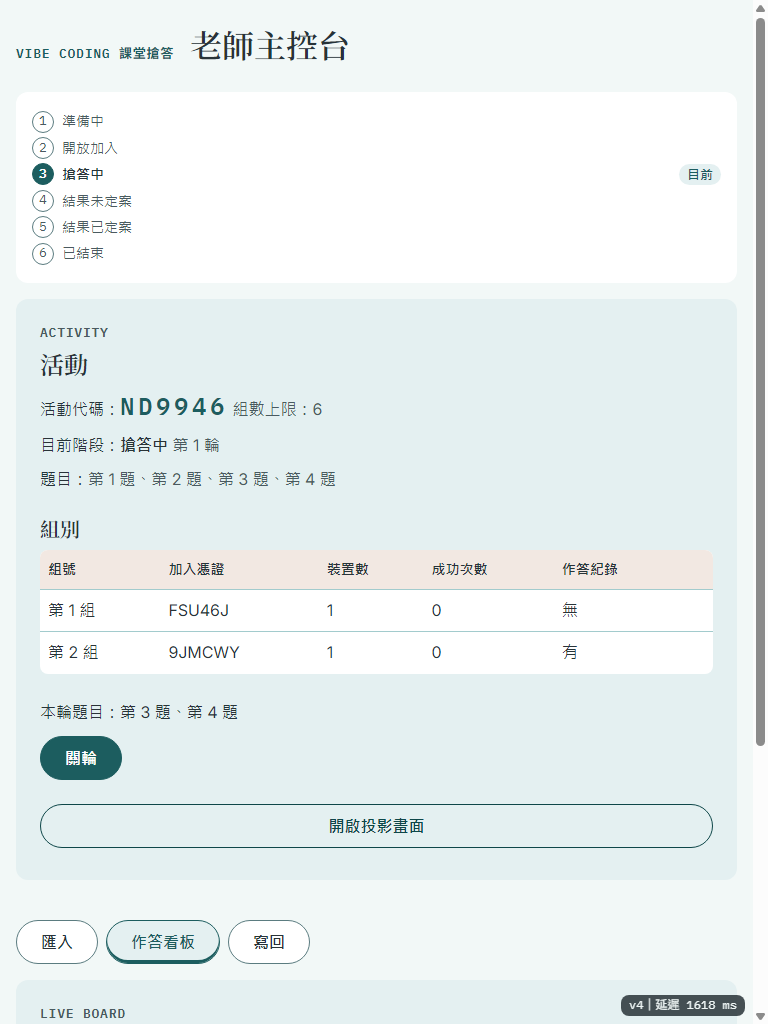 VIBE CODING 課堂搶答 老師主控台
1 準備中
2 開放加入
3 搶答中 目前
4 結果未定案
5 結果已定案
6 已結束
ACTIVITY
活動
活動代碼：ND9946 組數上限：6
目前階段：搶答中 第 1 輪
題目：第 1 題、第 2 題、第 3 題、第 4 題
組別
組號 加入憑證 裝置數 成功次數 作答紀錄
第 1 組 FSU46J 1 0 無
第 2 組 9JMCWY 1 0 有
本輪題目：第 3 題、第 4 題
關輪
開啟投影畫面
匯入 作答看板 寫回
LIVE BOARD
v4｜延遲 1618 ms